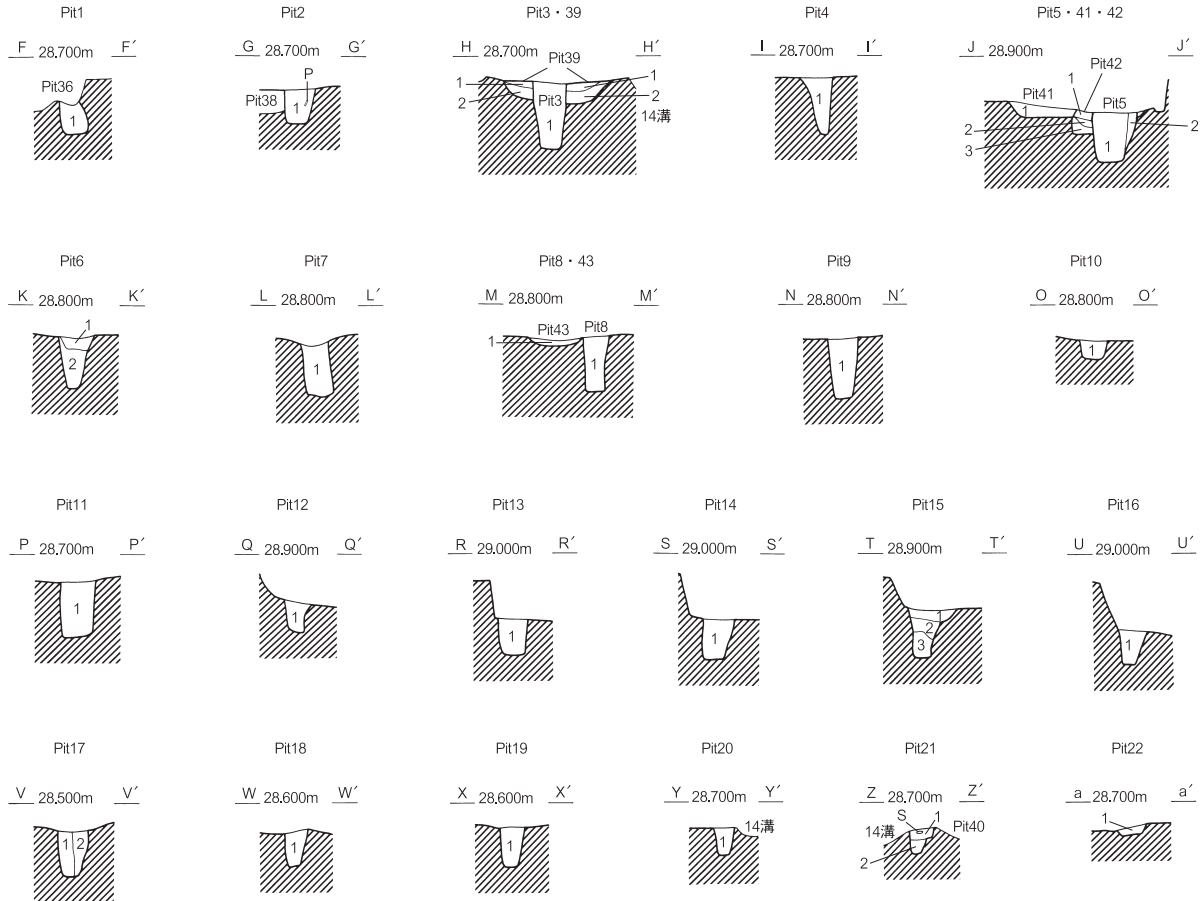 Pit1
F 28.700m F′
Pit36
1
Pit2
G 28.700m G′
P
Pit38
1
Pit3・39
H 28.700m H′
Pit39
1 1
2 Pit3 2
1 14溝
Pit4
I 28.700m I′
1
Pit5・41・42
J 28.900m J′
Pit42
1
Pit41 Pit5
1
2 2
3 1
Pit6
K 28.800m K′
1
2
Pit7
L 28.800m L′
1
Pit8・43
M 28.800m M′
Pit43 Pit8
1
1
Pit9
N 28.800m N′
1
Pit10
O 28.800m O′
1
Pit11
P 28.700m P′
1
Pit12
Q 28.900m Q′
1
Pit13
R 29.000m R′
1
Pit14
S 29.000m S′
1
Pit15
T 28.900m T′
1
2
3
Pit16
U 29.000m U′
1
Pit17
V 28.500m V′
1 2
Pit18
W 28.600m W′
1
Pit19
X 28.600m X′
1
Pit20
Y 28.700m Y′
14溝
1
Pit21
Z 28.700m Z′
S 1
14溝 Pit40
2
Pit22
a 28.700m a′
1